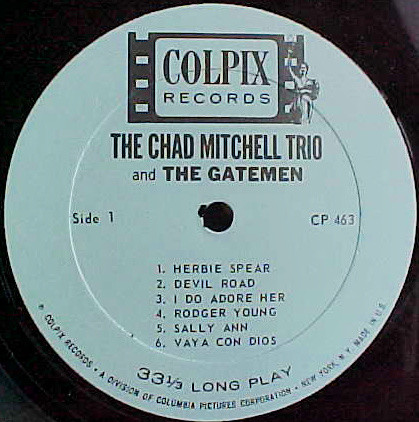 COLPIX
RECORDS
THE CHAD MITCHELL TRIO
and THE GATEMEN
Side 1
CP 463
1. HERBIE SPEAR
2. DEVIL ROAD
3. I DO ADORE HER
4. RODGER YOUNG
5. SALLY ANN
6. VAYA CON DIOS
33⅓ LONG PLAY
COLPIX RECORDS • A DIVISION OF COLUMBIA PICTURES CORPORATION • NEW YORK, N.Y. MADE IN U.S.